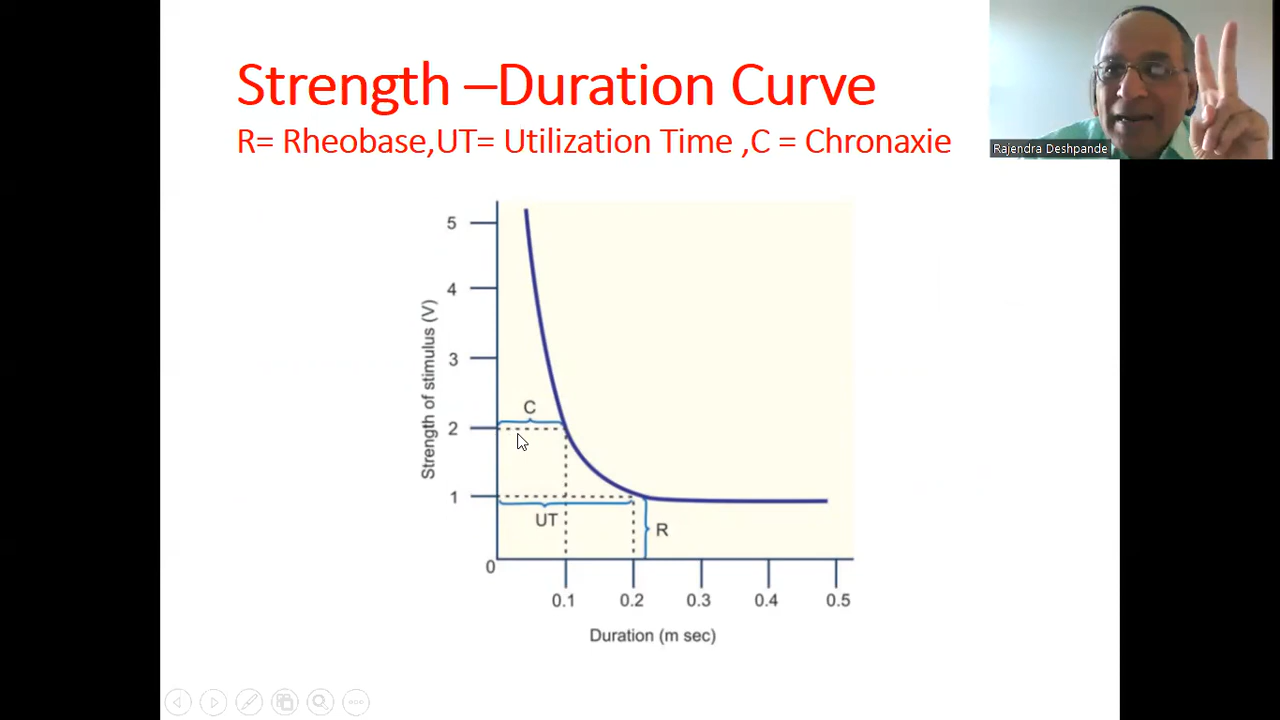 Strength –Duration Curve
R= Rheobase,UT= Utilization Time ,C = Chronaxie
Rajendra Deshpande
5
4
3
2
1
0
Strength of stimulus (V)
C
UT
R
0.1 0.2 0.3 0.4 0.5
Duration (m sec)